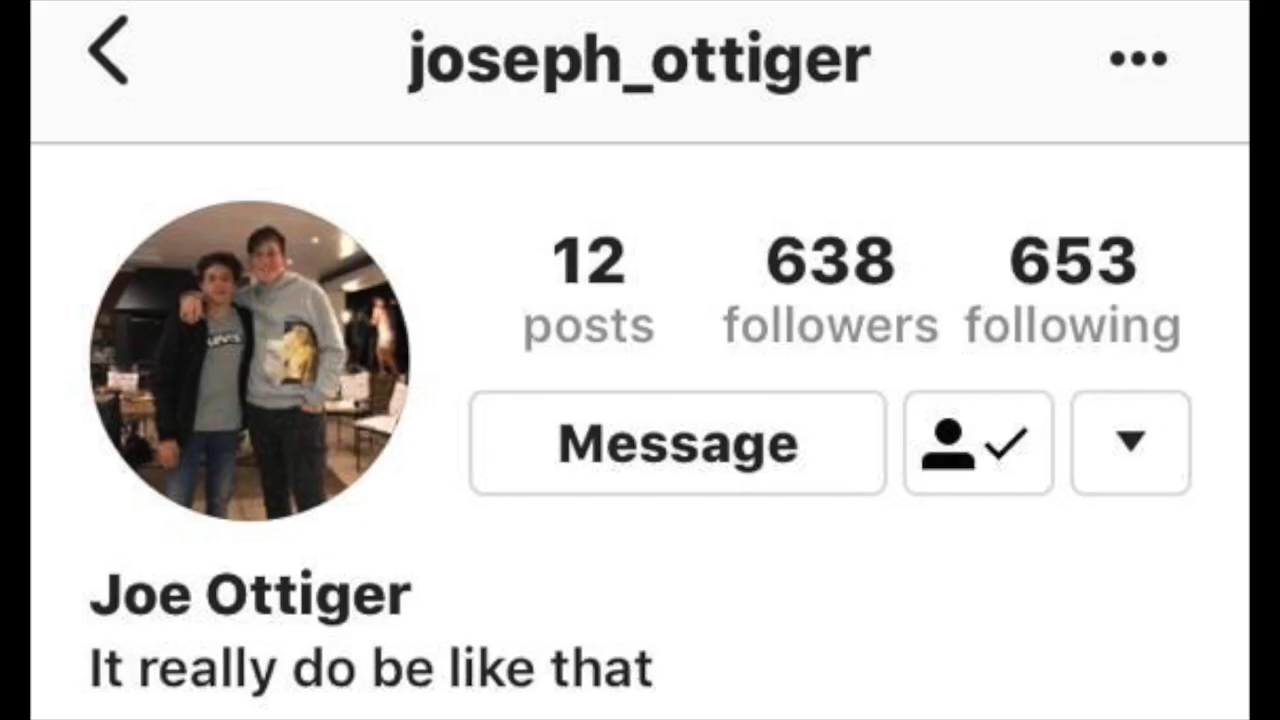 joseph_ottiger
12 638 653
posts followers following
Message
Joe Ottiger
It really do be like that